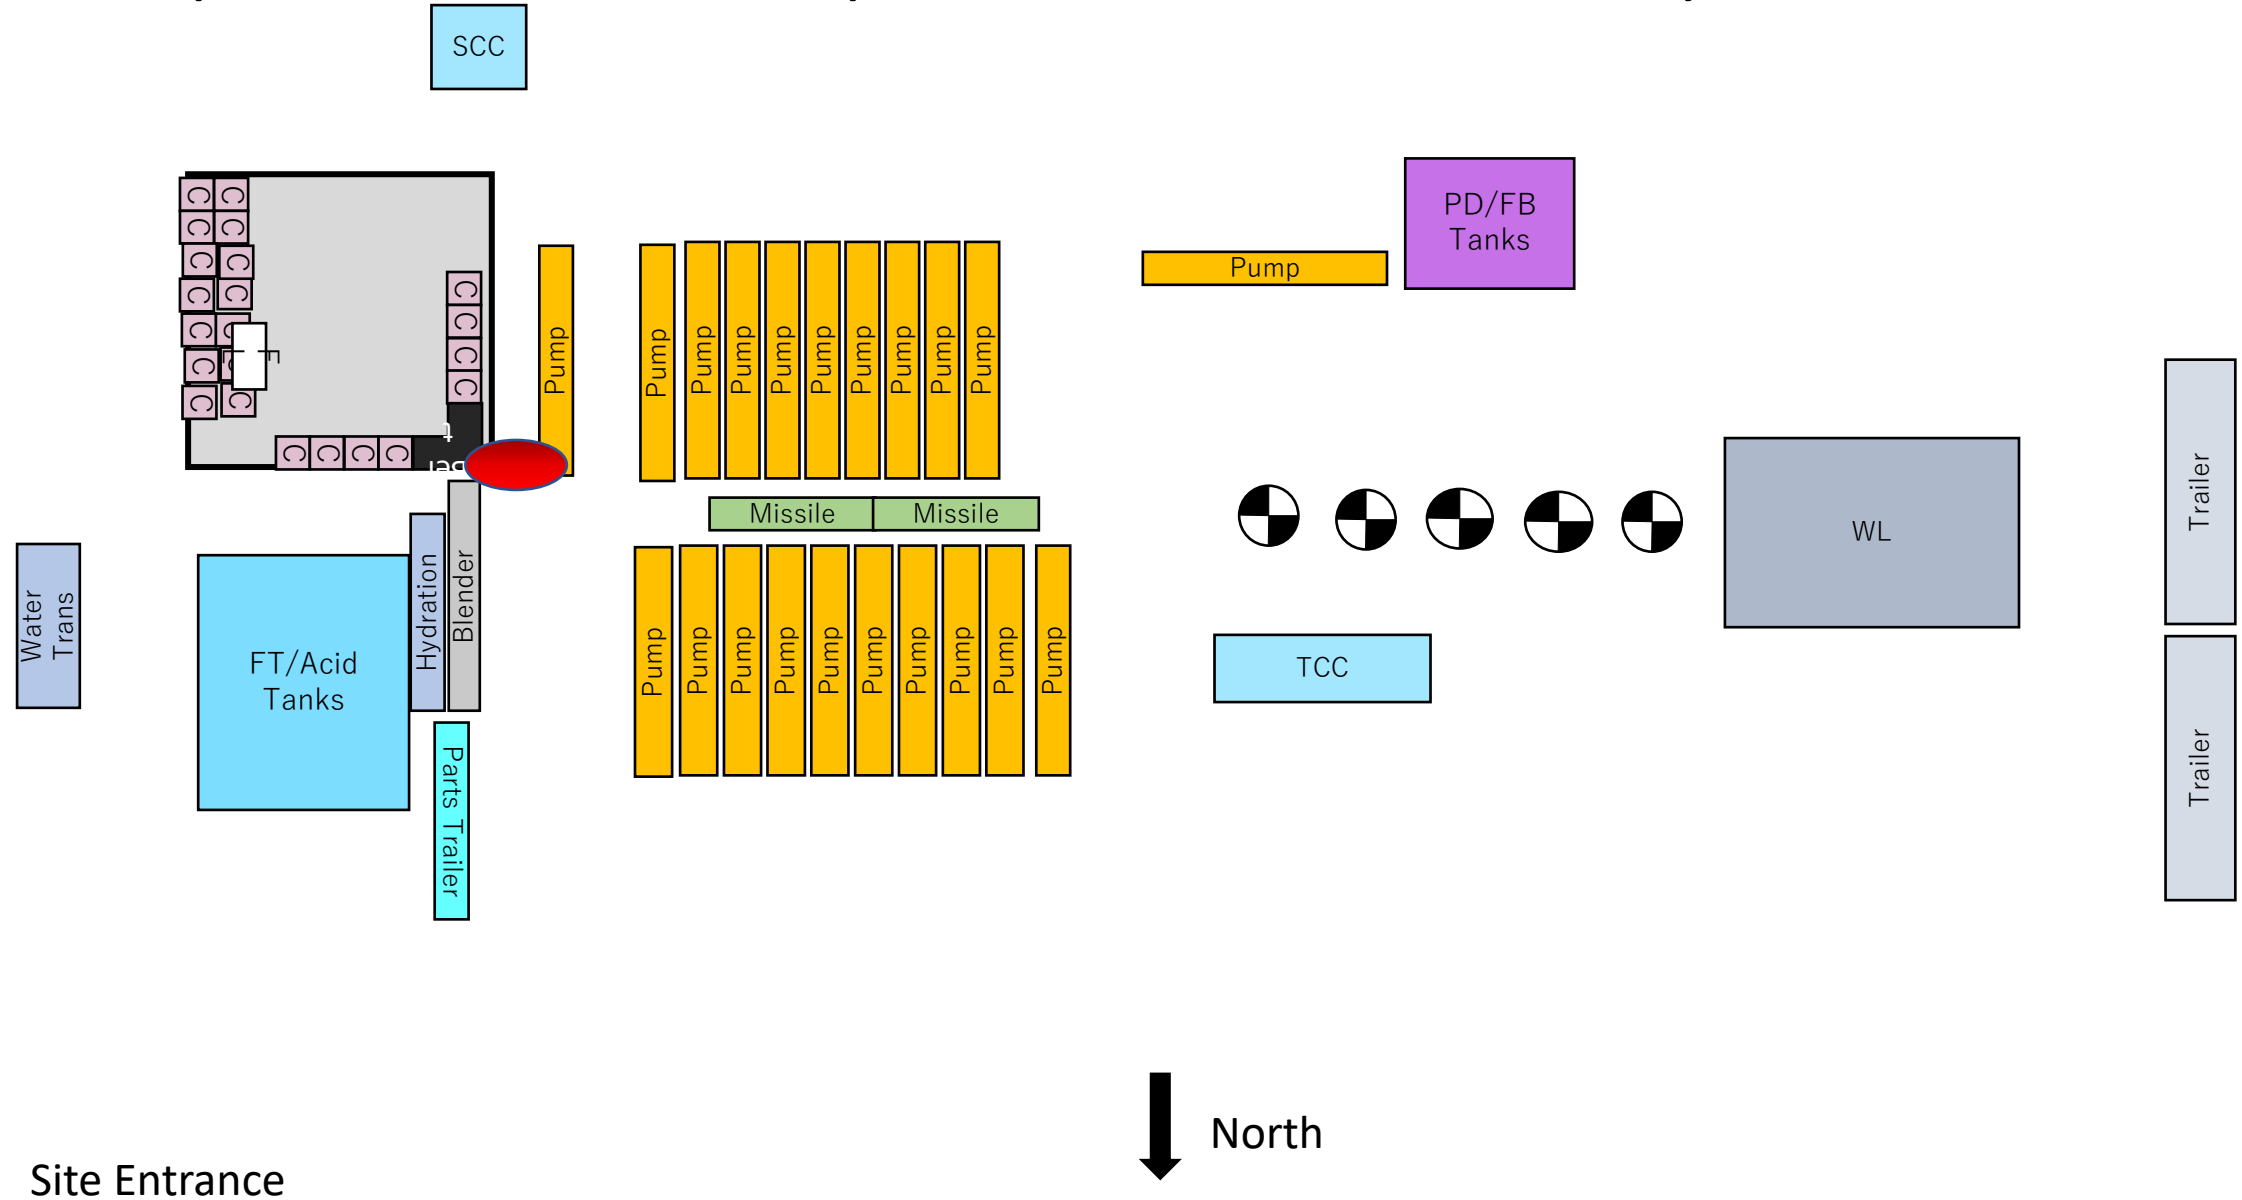 SCC
C C
C C
C C
C C
C
C
C C
C
C
C
C
C C C C
Pump
Pump
Pump
Pump
Pump
Pump
Pump
Pump
Pump
Pump
Pump
PD/FB
Tanks
Missile
Missile
WL
Trailer
Trailer
Water
Trans
FT/Acid
Tanks
Hydration
Blender
Parts Trailer
Pump
Pump
Pump
Pump
Pump
Pump
Pump
Pump
Pump
Pump
TCC
North
Site Entrance